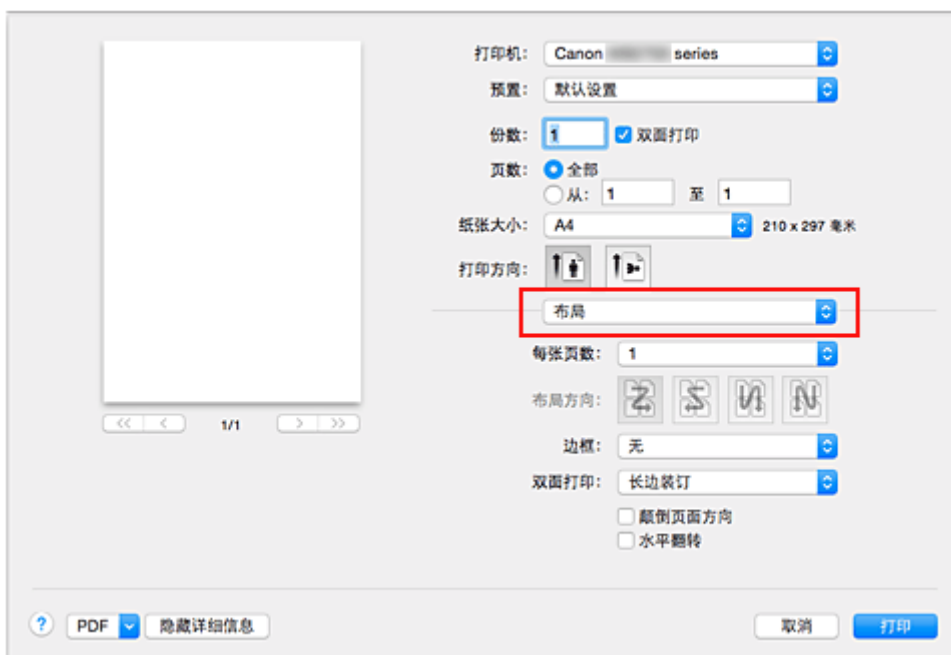 打印机: Canon series
预置: 默认设置
份数: 1 双面打印
页数: 全部
从: 1 至 1
纸张大小: A4 210 x 297 毫米
打印方向:
布局
每张页数: 1
布局方向:
<< < 1/1 > >>
边框: 无
双面打印: 长边装订
颠倒页面方向
水平翻转
? PDF 隐藏详细信息 取消 打印